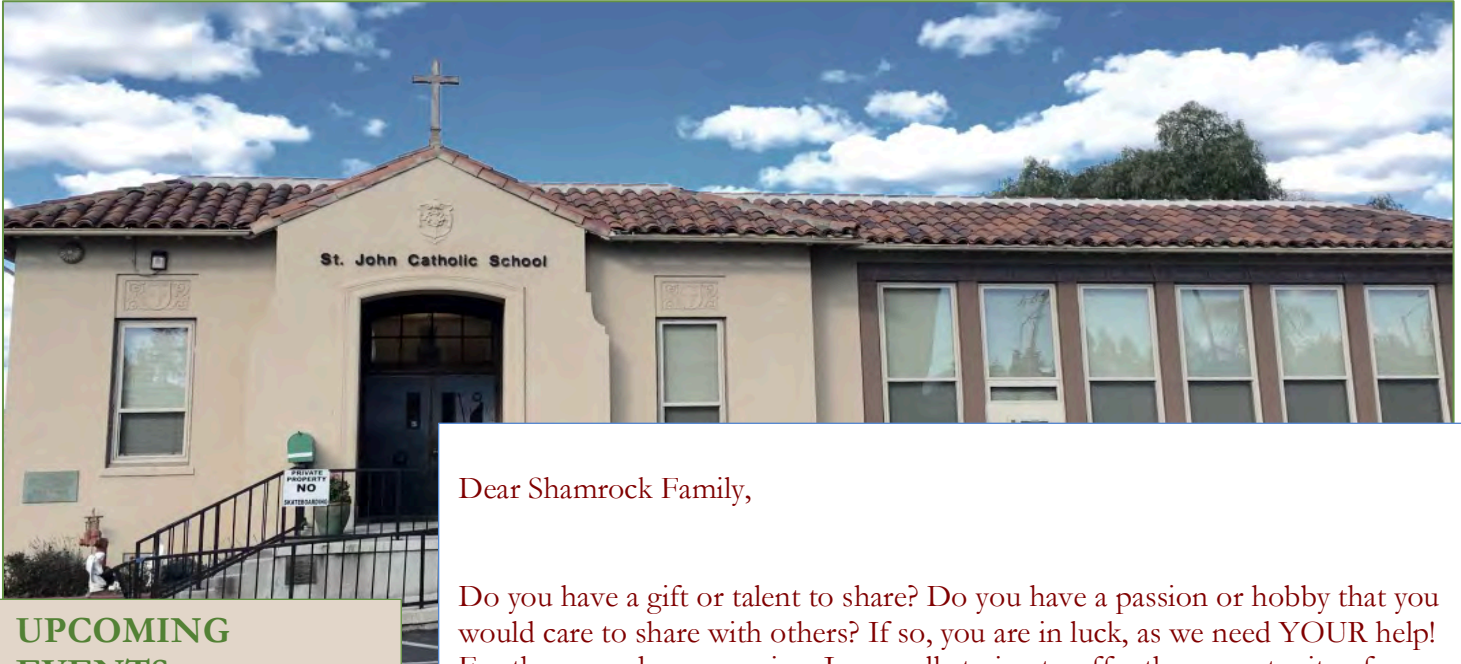 St. John Catholic School
PRIVATE
PROPERTY
NO
SKATEBOARDING
Dear Shamrock Family,
Do you have a gift or talent to share? Do you have a passion or hobby that you
would care to share with others? If so, you are in luck, as we need YOUR help!
UPCOMING
EVENTS